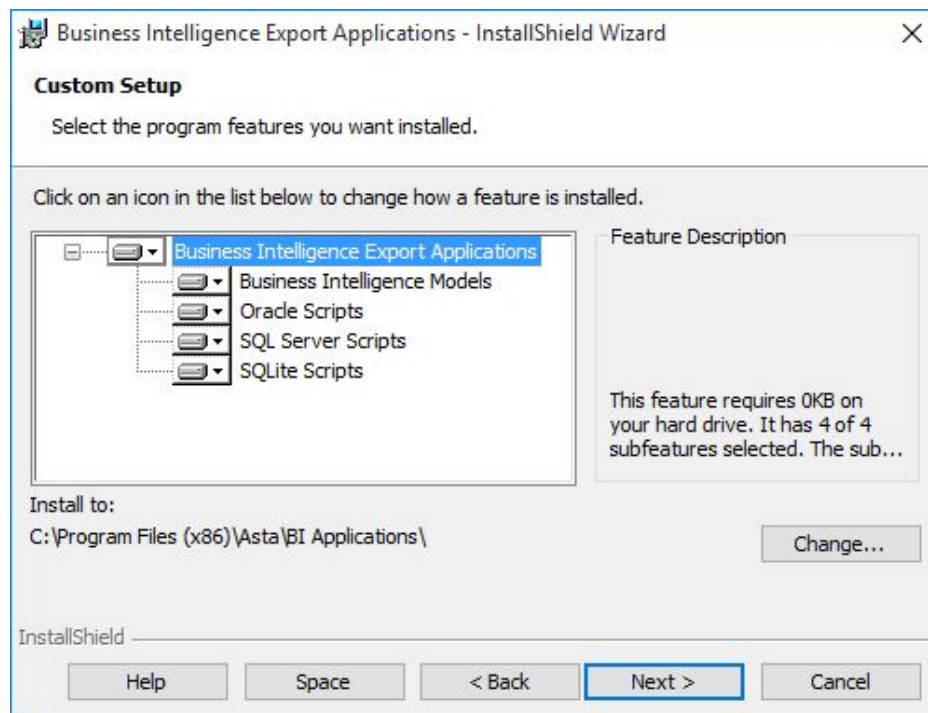 Business Intelligence Export Applications - InstallShield Wizard
Custom Setup
Select the program features you want installed.
Click on an icon in the list below to change how a feature is installed.
Business Intelligence Export Applications
Business Intelligence Models
Oracle Scripts
SQL Server Scripts
SQLite Scripts
Feature Description
This feature requires 0KB on
your hard drive. It has 4 of 4
subfeatures selected. The sub...
Install to:
C:\Program Files (x86)\Asta\BI Applications\
Change...
InstallShield
Help
Space
< Back
Next >
Cancel